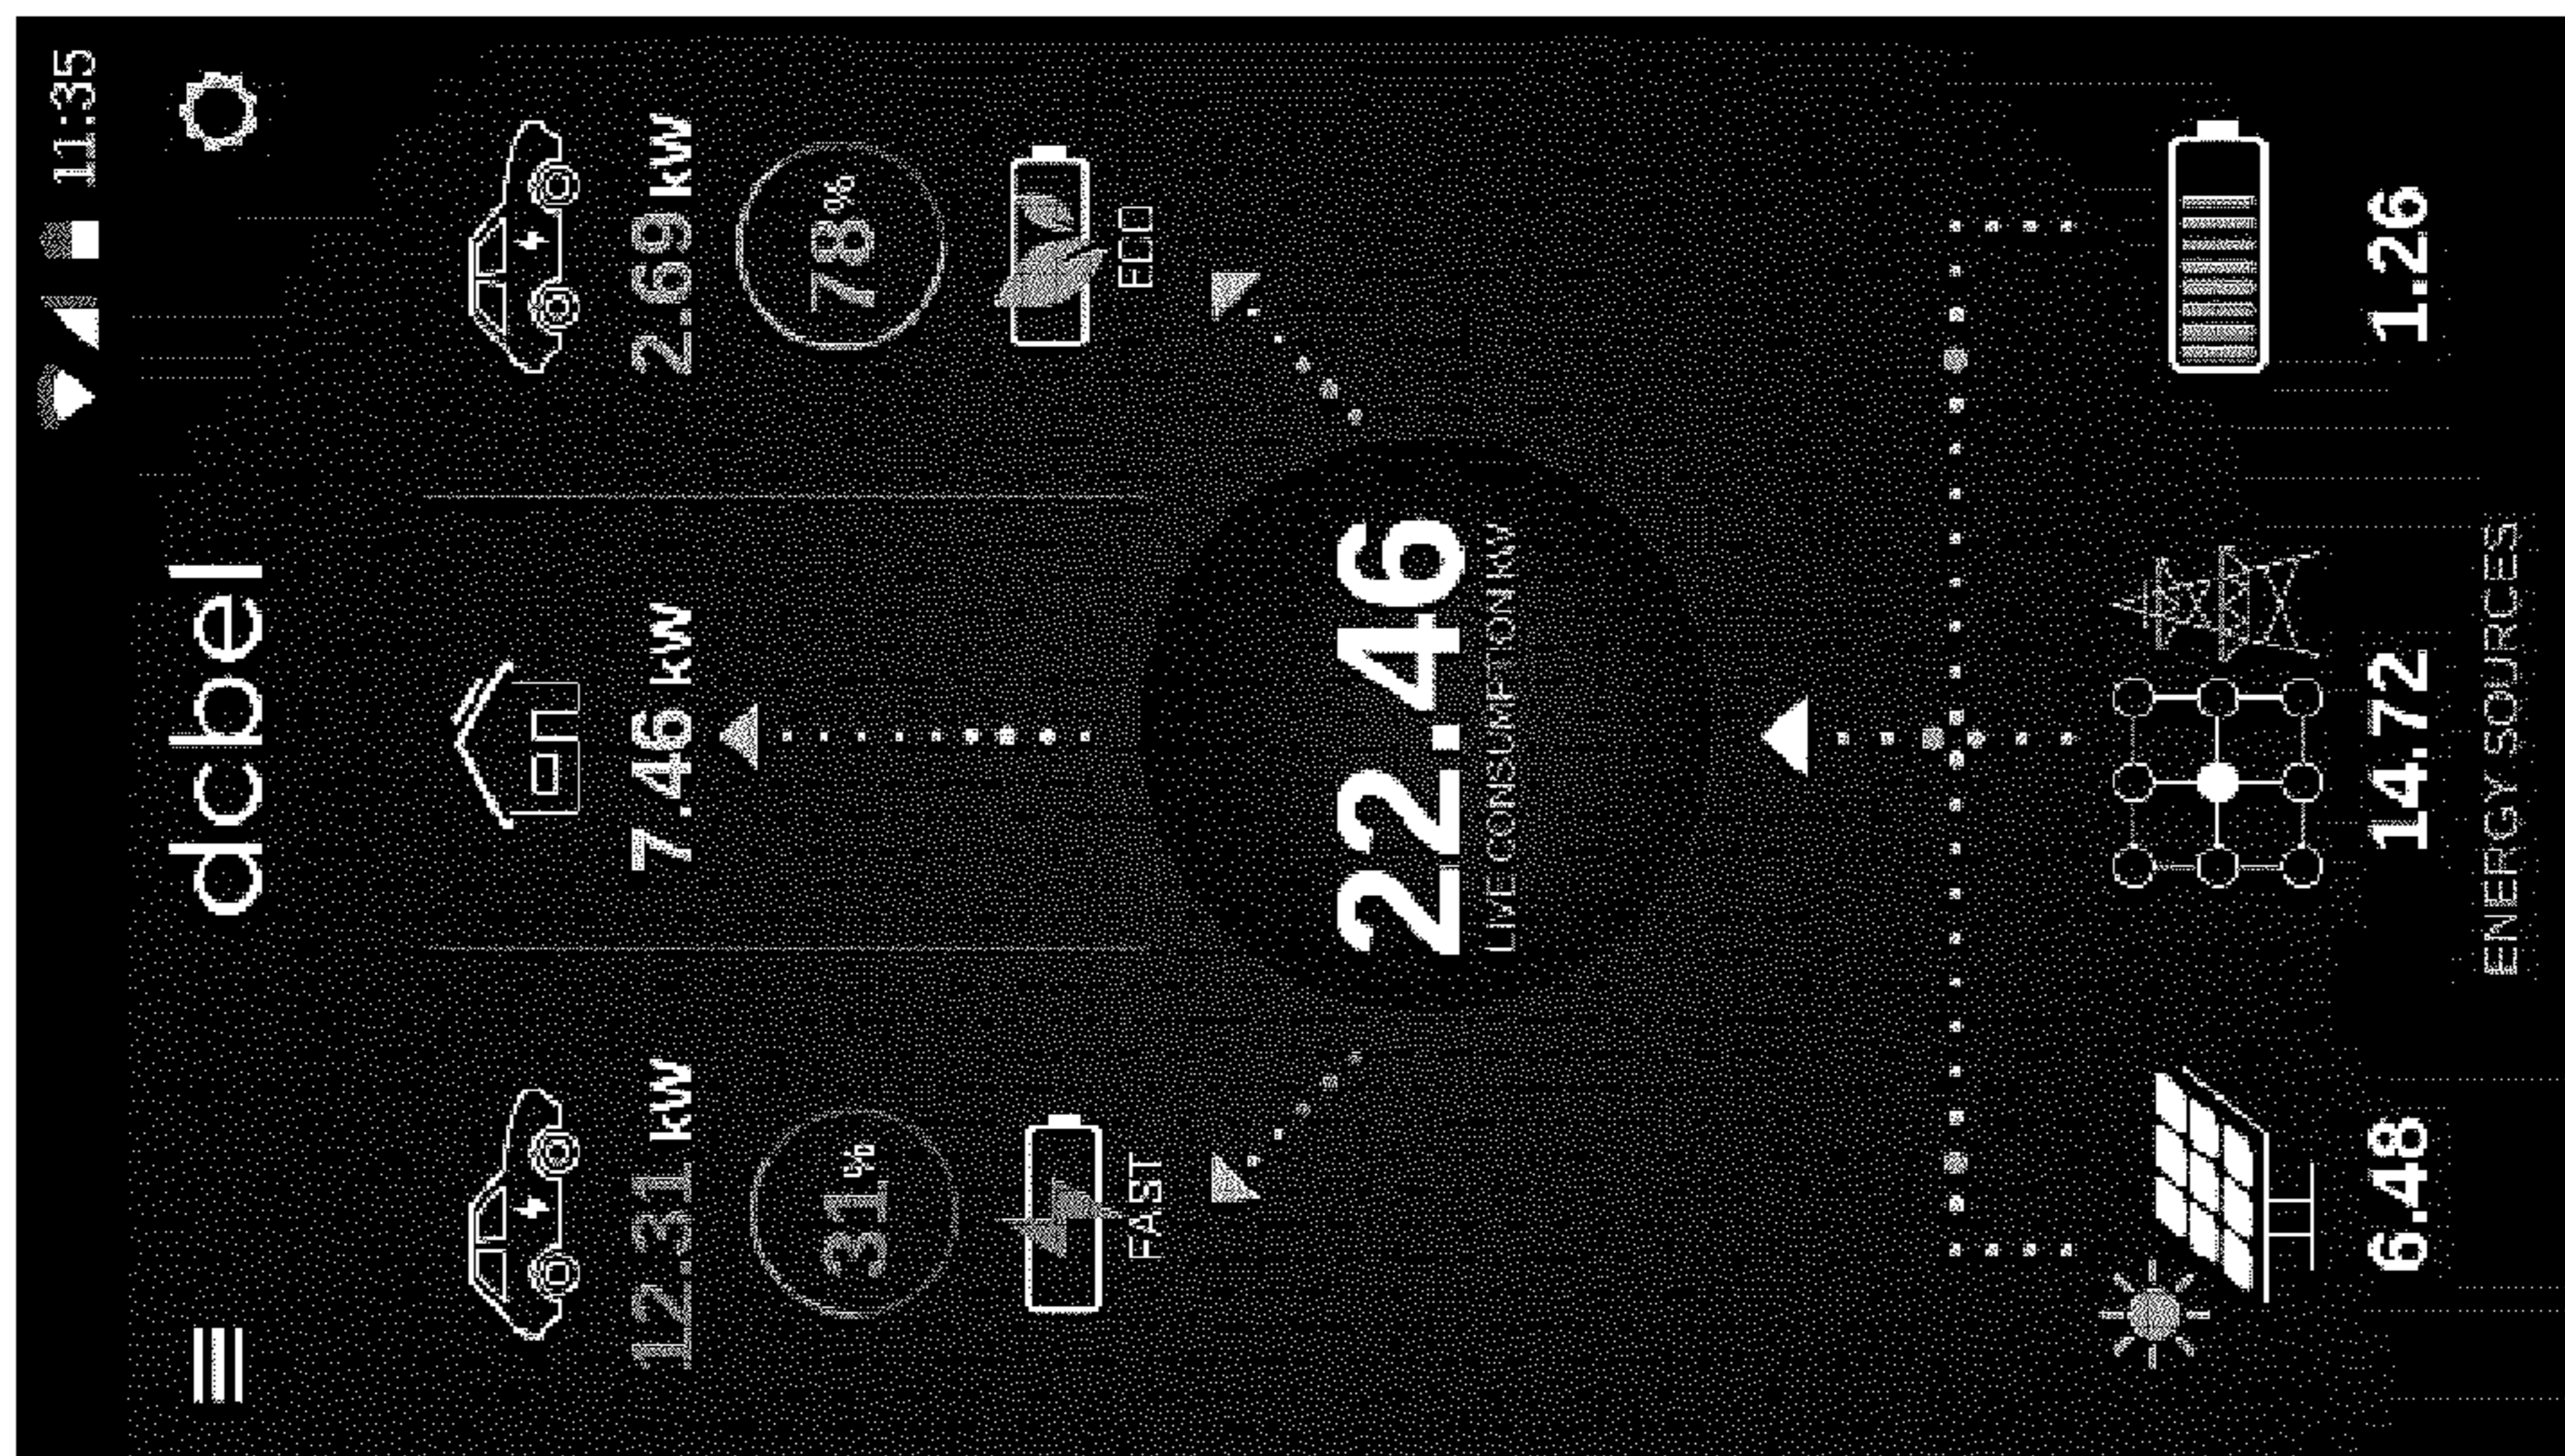 11:35
dcbel
12.31 kW
7.46 kW
2.69 kW
31%
78%
FAST
ECO
22.46
LIVE CONSUMPTION kW
6.48
14.72
1.26
ENERGY SOURCES